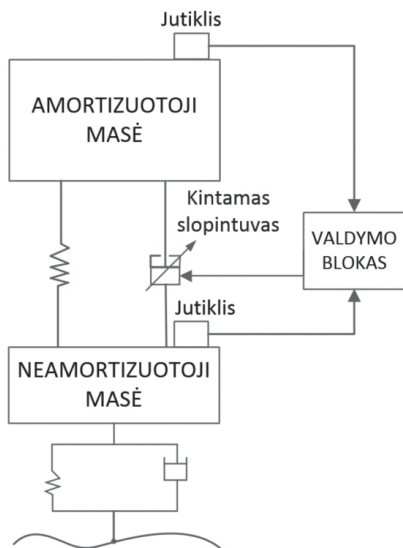 Jutiklis
AMORTIZUOTOJI
MASĖ
Kintamas
slopintuvas
VALDYMO
BLOKAS
Jutiklis
NEAMORTIZUOTOJI
MASĖ